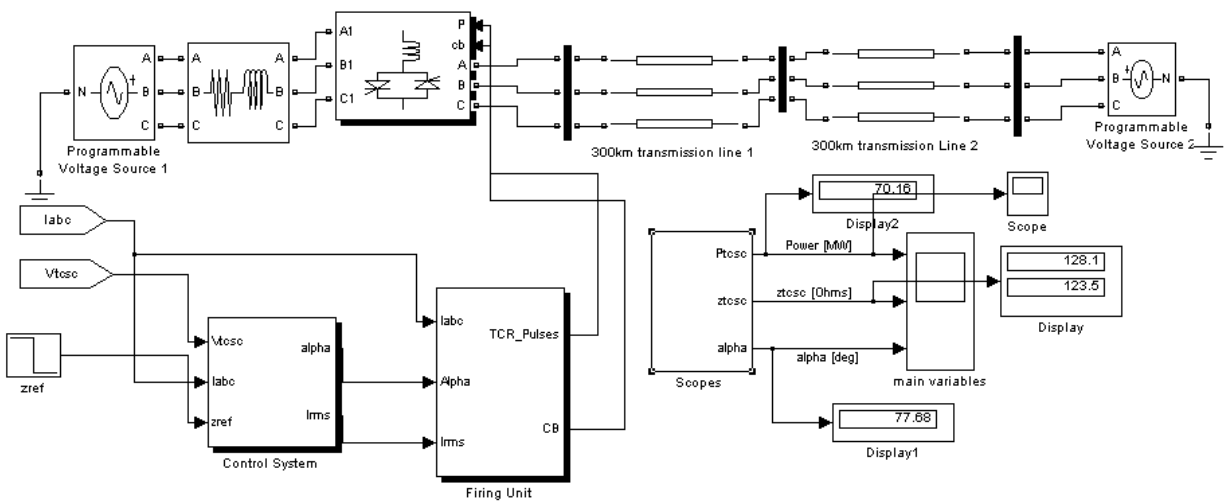 N
A
B
C
Programmable
Voltage Source 1
A
B
C
A
B
C
A1
B1
C1
P
cb
A
B
C
300km transmission line 1
300km transmission Line 2
A
B
C
N
Programmable
Voltage Source 2
Iabc
Vtcsc
zref
Vtcsc
Iabc
zref
alpha
Irms
Control System
Iabc
Alpha
Irms
TCR_Pulses
CB
Firing Unit
Ptcsc
ztcsc
alpha
Scopes
Power [MW]
ztcsc [Ohms]
alpha [deg]
70.16
Display2
Scope
main variables
128.1
123.5
Display
77.68
Display1